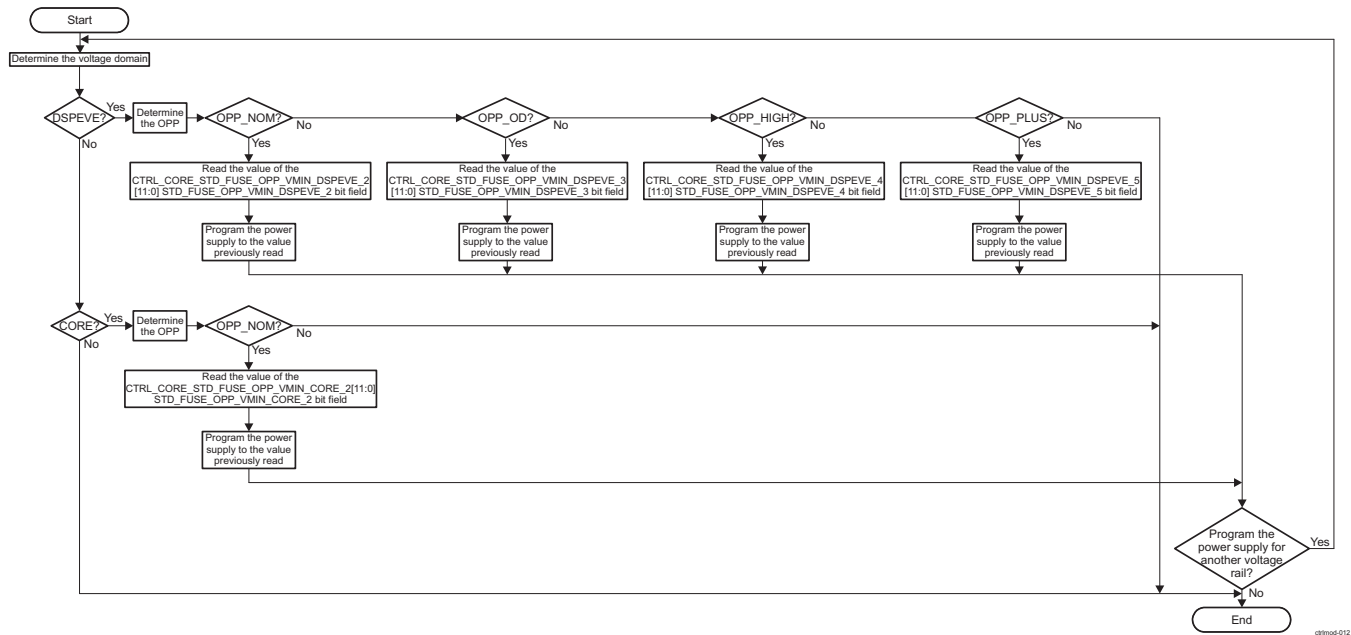 Start
Determine the voltage domain
DSPEVE?
Yes
No
Determine
the OPP
OPP_NOM?
No
Yes
OPP_OD?
No
Yes
OPP_HIGH?
No
Yes
OPP_PLUS?
No
Yes
Read the value of the
CTRL_CORE_STD_FUSE_OPP_VMIN_DSPEVE_2
[11:0] STD_FUSE_OPP_VMIN_DSPEVE_2 bit field
Read the value of the
CTRL_CORE_STD_FUSE_OPP_VMIN_DSPEVE_3
[11:0] STD_FUSE_OPP_VMIN_DSPEVE_3 bit field
Read the value of the
CTRL_CORE_STD_FUSE_OPP_VMIN_DSPEVE_4
[11:0] STD_FUSE_OPP_VMIN_DSPEVE_4 bit field
Read the value of the
CTRL_CORE_STD_FUSE_OPP_VMIN_DSPEVE_5
[11:0] STD_FUSE_OPP_VMIN_DSPEVE_5 bit field
Program the power
supply to the value
previously read
Program the power
supply to the value
previously read
Program the power
supply to the value
previously read
Program the power
supply to the value
previously read
CORE?
Yes
No
Determine
the OPP
OPP_NOM?
No
Yes
Read the value of the
CTRL_CORE_STD_FUSE_OPP_VMIN_CORE_2[11:0]
STD_FUSE_OPP_VMIN_CORE_2 bit field
Program the power
supply to the value
previously read
Program the
power supply for
another voltage
rail?
Yes
No
End
ctrlmod-012